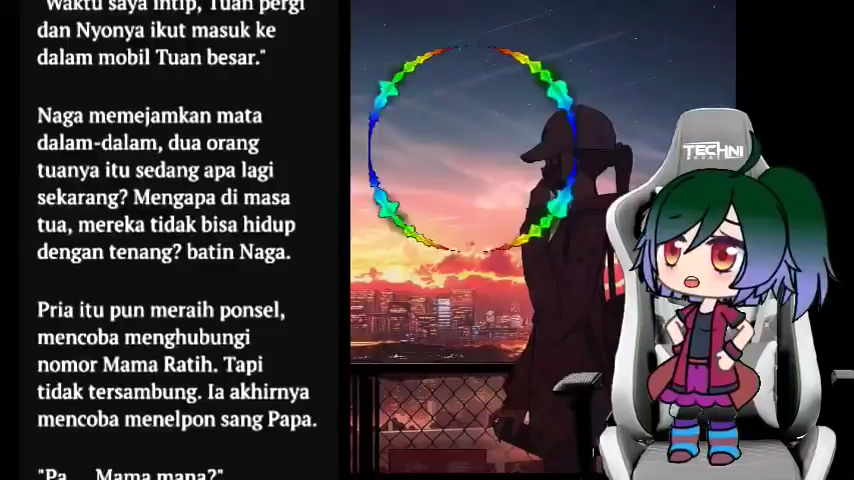 "Waktu saya intip, Tuan pergi
dan Nyonya ikut masuk ke
dalam mobil Tuan besar."
Naga memejamkan mata
dalam-dalam, dua orang
tuanya itu sedang apa lagi
sekarang? Mengapa di masa
tua, mereka tidak bisa hidup
dengan tenang? batin Naga.
Pria itu pun meraih ponsel,
mencoba menghubungi
nomor Mama Ratih. Tapi
tidak tersambung. Ia akhirnya
mencoba menelpon sang Papa.
"Pa ... Mama mana?"
TECHNI